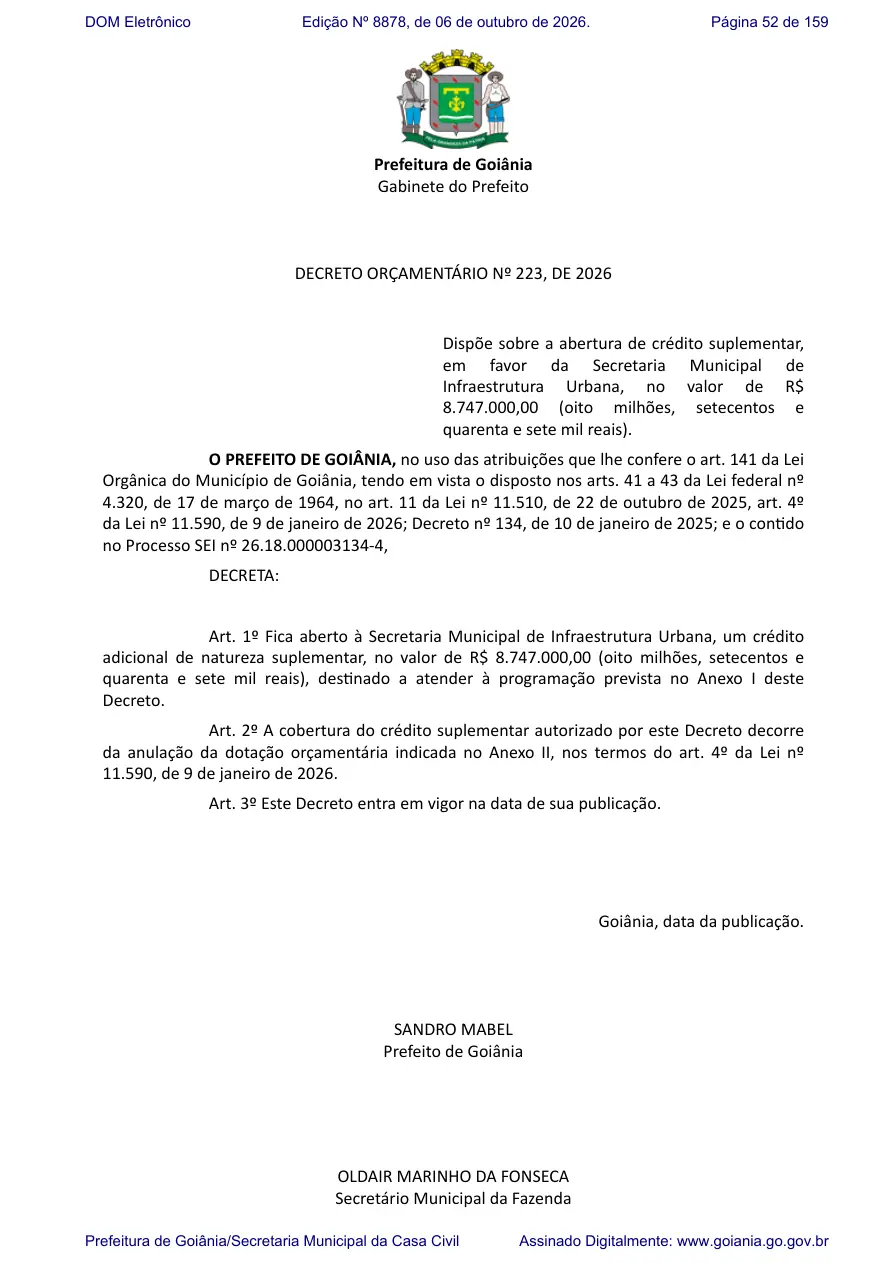 DOM Eletrônico Edição Nº 8878, de 06 de outubro de 2026. Página 52 de 159
PELA GRANDEZA DA PÁTRIA
Prefeitura de Goiânia
Gabinete do Prefeito
DECRETO ORÇAMENTÁRIO Nº 223, DE 2026
Dispõe sobre a abertura de crédito suplementar,
em favor da Secretaria Municipal de
Infraestrutura Urbana, no valor de R$
8.747.000,00 (oito milhões, setecentos e
quarenta e sete mil reais).
O PREFEITO DE GOIÂNIA, no uso das atribuições que lhe confere o art. 141 da Lei
Orgânica do Município de Goiânia, tendo em vista o disposto nos arts. 41 a 43 da Lei federal nº
4.320, de 17 de março de 1964, no art. 11 da Lei nº 11.510, de 22 de outubro de 2025, art. 4º
da Lei nº 11.590, de 9 de janeiro de 2026; Decreto nº 134, de 10 de janeiro de 2025; e o contido
no Processo SEI nº 26.18.000003134-4,
DECRETA:
Art. 1º Fica aberto à Secretaria Municipal de Infraestrutura Urbana, um crédito
adicional de natureza suplementar, no valor de R$ 8.747.000,00 (oito milhões, setecentos e
quarenta e sete mil reais), destinado a atender à programação prevista no Anexo I deste
Decreto.
Art. 2º A cobertura do crédito suplementar autorizado por este Decreto decorre
da anulação da dotação orçamentária indicada no Anexo II, nos termos do art. 4º da Lei nº
11.590, de 9 de janeiro de 2026.
Art. 3º Este Decreto entra em vigor na data de sua publicação.
Goiânia, data da publicação.
SANDRO MABEL
Prefeito de Goiânia
OLDAIR MARINHO DA FONSECA
Secretário Municipal da Fazenda
Prefeitura de Goiânia/Secretaria Municipal da Casa Civil Assinado Digitalmente: www.goiania.go.gov.br